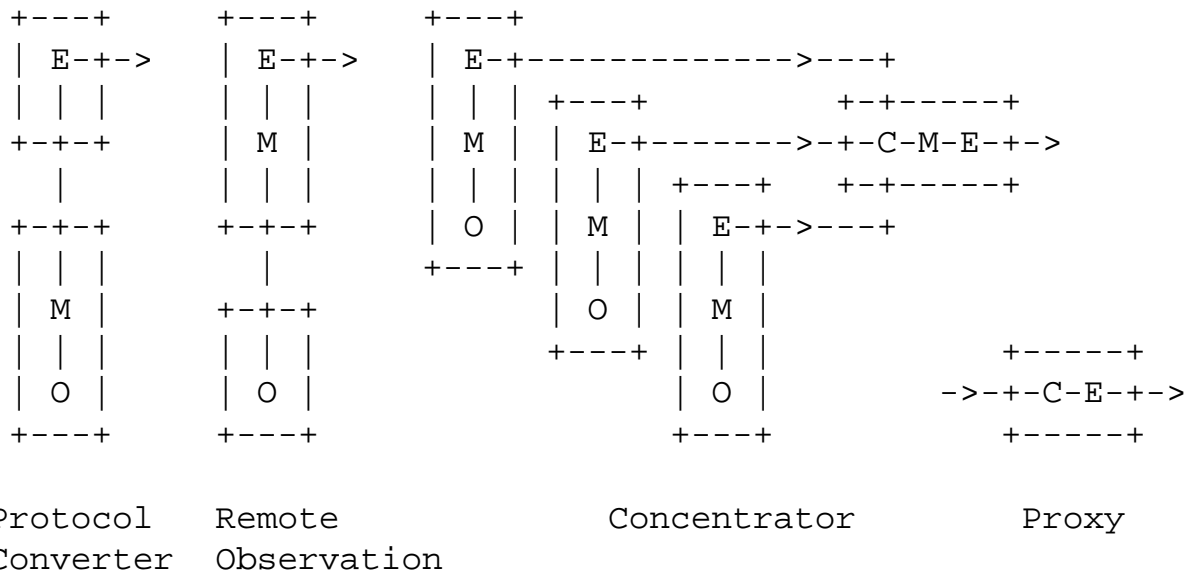 +---+       +---+      +---+
| E-+->     | E-+->    | E-+------------->---+
| | |       | | |      | | | +---+         +-+-----+
+-+-+       | M |      | M | | E-+------->-+-C-M-E-+->
  |         | | |      | | | | | | +---+   +-+-----+
+-+-+       +-+-+      | O | | M | | E-+->---+
| | |         |        +---+ | | | | | |
| M |       +-+-+            | O | | M |
| | |       | | |            +---+ | | |             +-----+
| O |       | O |                  | O |          ->-+-C-E-+->
+---+       +---+                  +---+             +-----+
Protocol    Remote             Concentrator          Proxy
Converter   Observation